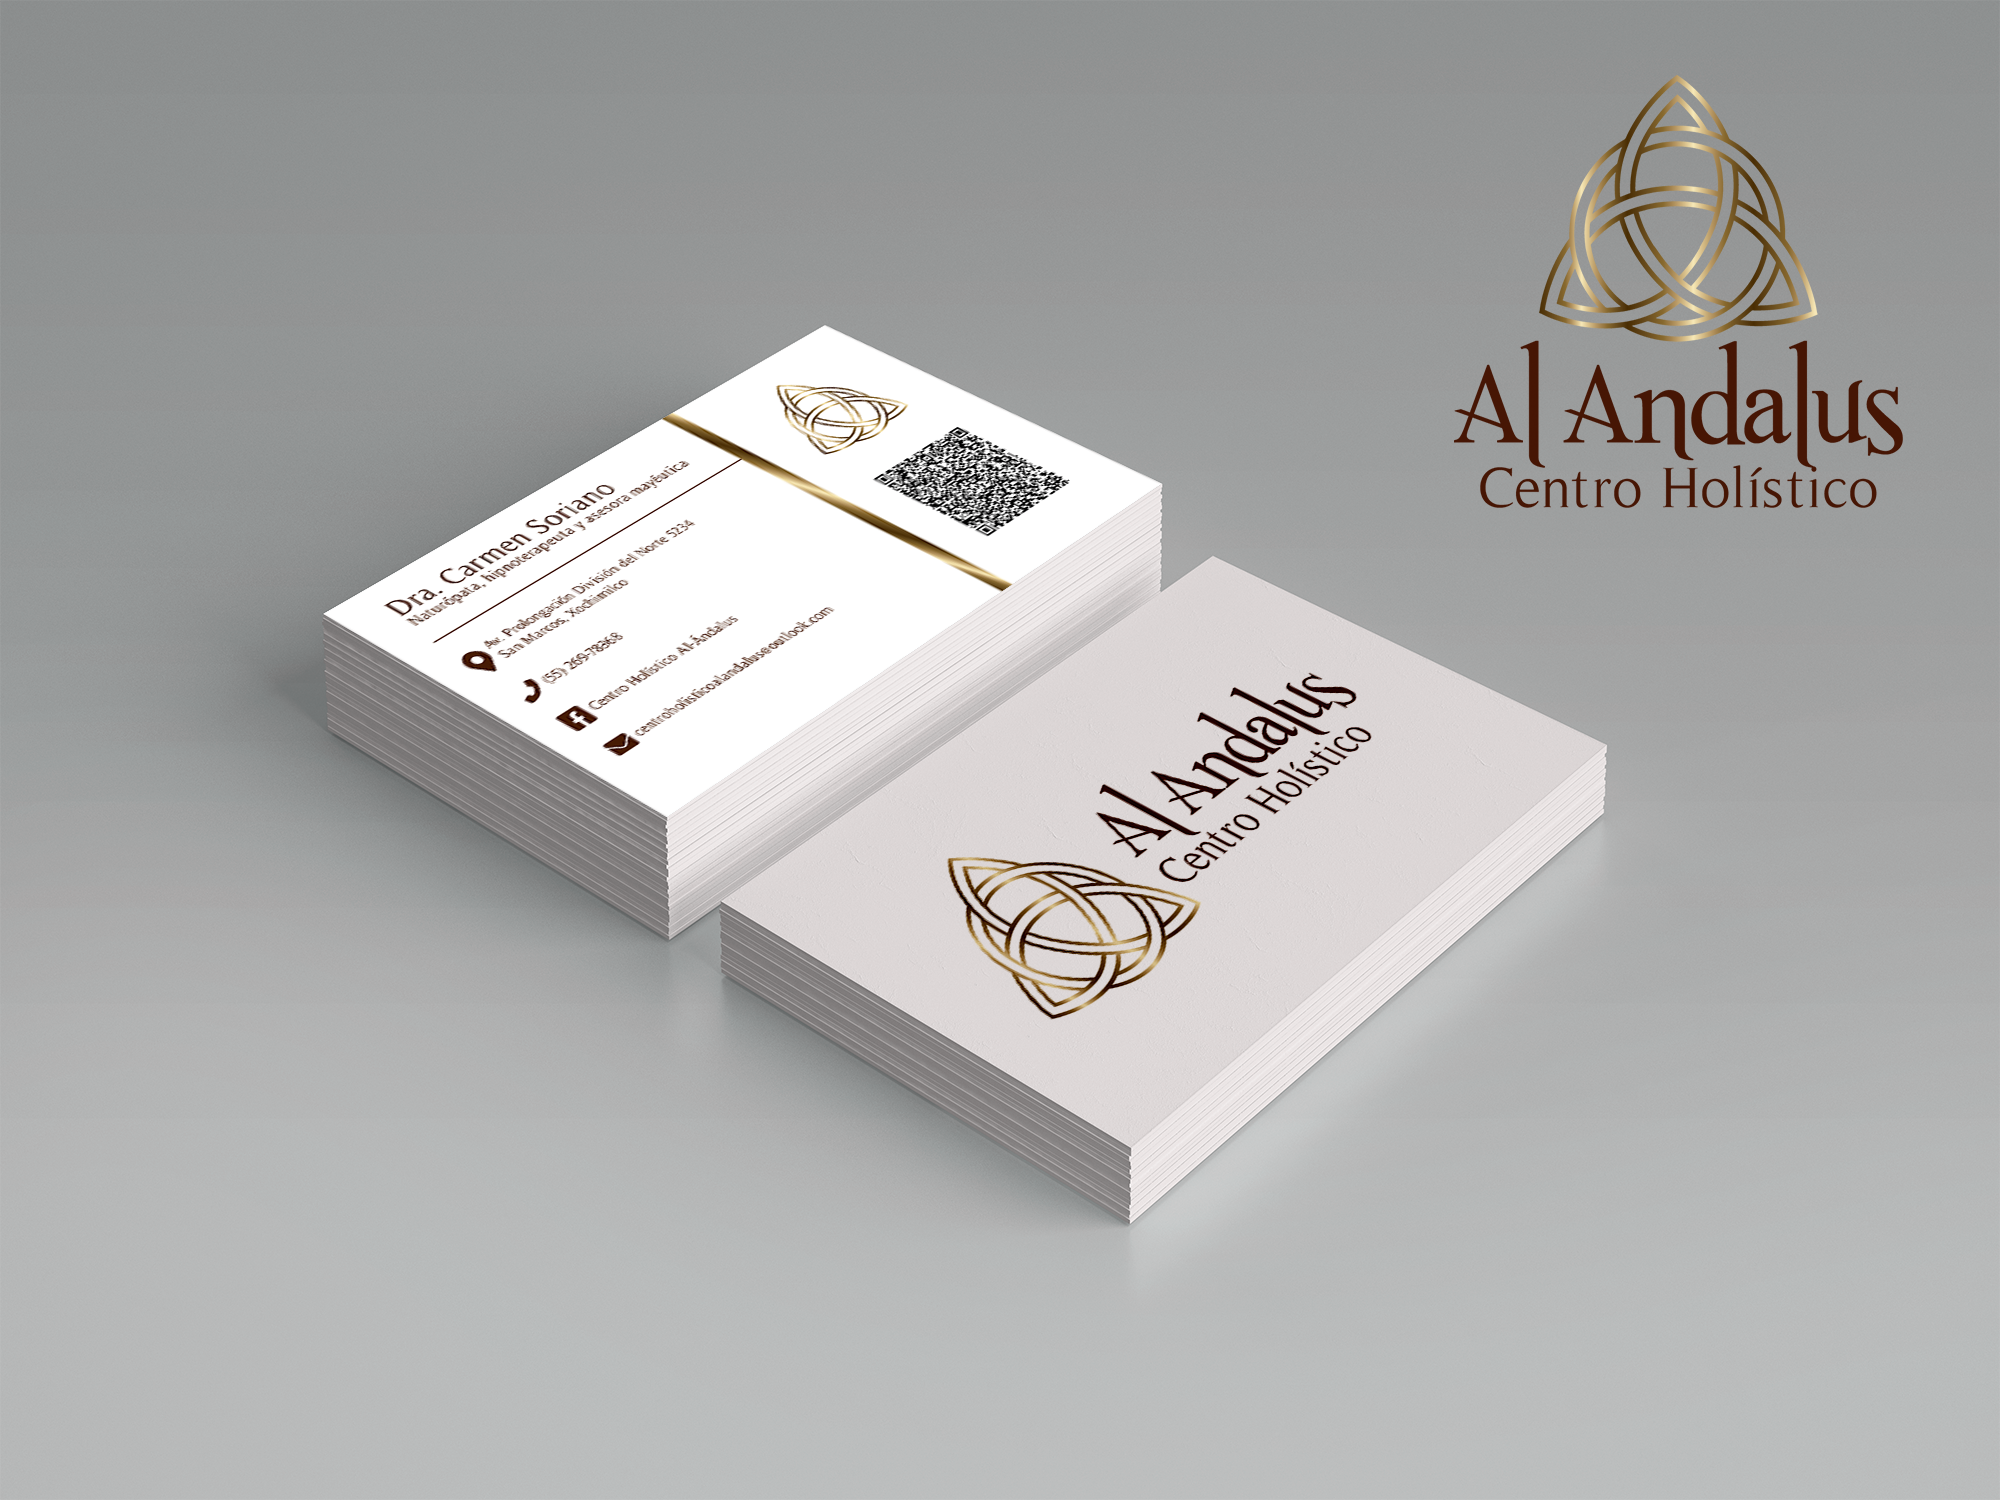 Al Andalus
Centro Holístico
Dra. Carmen Soriano
Naturópata, hipnoterapeuta y asesora mayéutica
Av. Prolongación División del Norte 5234
San Marcos, Xochimilco
(55) 269-78368
Centro Holístico Al-Ándalus
centroholisticoalandalus@outlook.com
Al Andalus
Centro Holístico